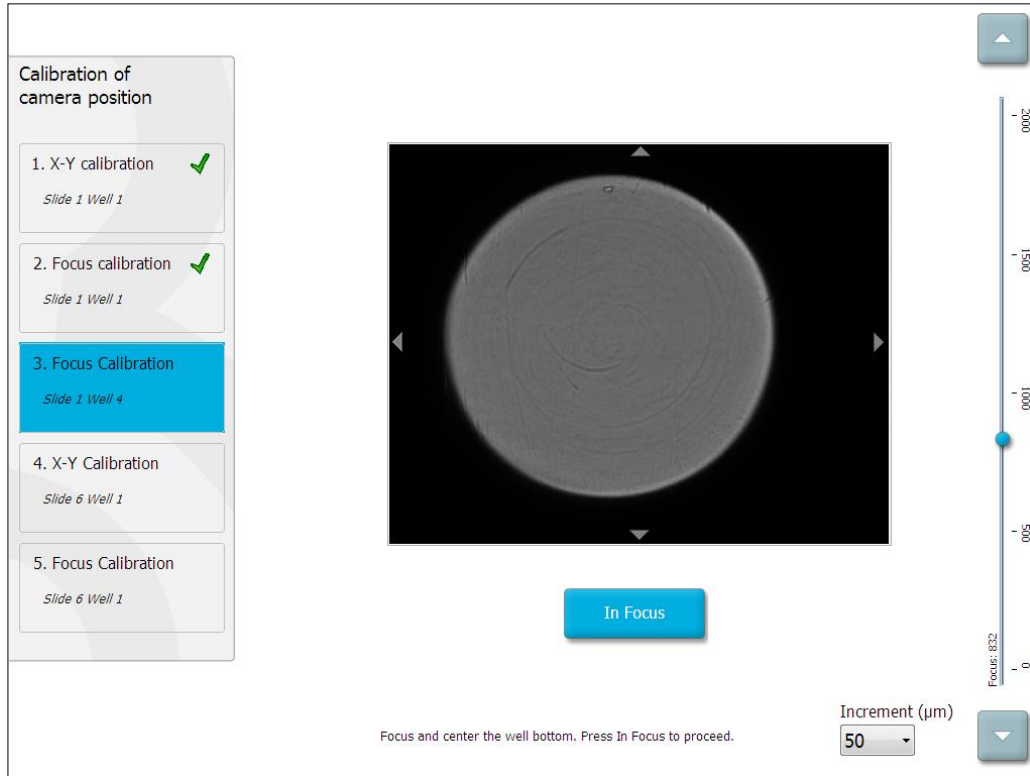 Calibration of
camera position
1. X-Y calibration
Slide 1 Well 1
2. Focus calibration
Slide 1 Well 1
3. Focus Calibration
Slide 1 Well 4
4. X-Y Calibration
Slide 6 Well 1
5. Focus Calibration
Slide 6 Well 1
In Focus
Focus and center the well bottom. Press In Focus to proceed.
Increment (µm)
50
2000
1500
1000
500
0
Focus: 832